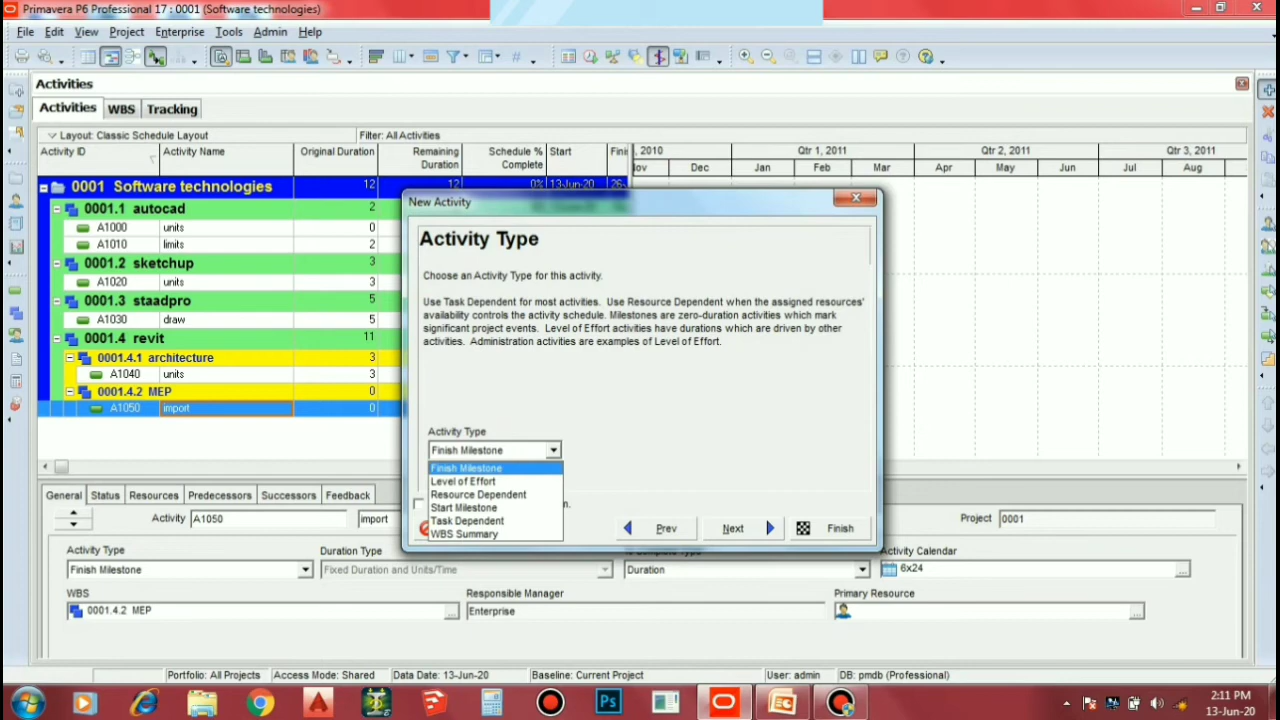 Primavera P6 Professional 17 : 0001 (Software technologies)
File Edit View Project Enterprise Tools Admin Help
Activities
Activities WBS Tracking
Layout: Classic Schedule Layout Filter: All Activities
Activity ID Activity Name Original Duration Remaining Duration Schedule % Complete Start , 2010 Qtr 1, 2011 Qtr 2, 2011 Qtr 3, 2011
Dec Jan Feb Mar Apr May Jun Jul Aug
0001 Software technologies 12 12 0% 13-Jun-20 26-
0001.1 autocad 2
A1000 units 0
A1010 limits 2
0001.2 sketchup 3
A1020 units 3
0001.3 staadpro 5
A1030 draw 5
0001.4 revit 11
0001.4.1 architecture 3
A1040 units 3
0001.4.2 MEP 0
A1050 import 0
New Activity
Activity Type
Choose an Activity Type for this activity.
Use Task Dependent for most activities. Use Resource Dependent when the assigned resources'
availability controls the activity schedule. Milestones are zero-duration activities which mark
significant project events. Level of Effort activities have durations which are driven by other
activities. Administration activities are examples of Level of Effort.
Activity Type
Finish Milestone
Finish Milestone
Level of Effort
Resource Dependent
Start Milestone
Task Dependent
WBS Summary
Prev Next Finish
General Status Resources Predecessors Successors Feedback
Activity A1050 import Project 0001
Activity Type Duration Type Activity Calendar
Finish Milestone Fixed Duration and Units/Time Duration 6x24
WBS Responsible Manager Primary Resource
0001.4.2 MEP Enterprise
Portfolio: All Projects Access Mode: Shared Data Date: 13-Jun-20 Baseline: Current Project User: admin DB: pmdb (Professional)
Ps
2:11 PM
13-Jun-20